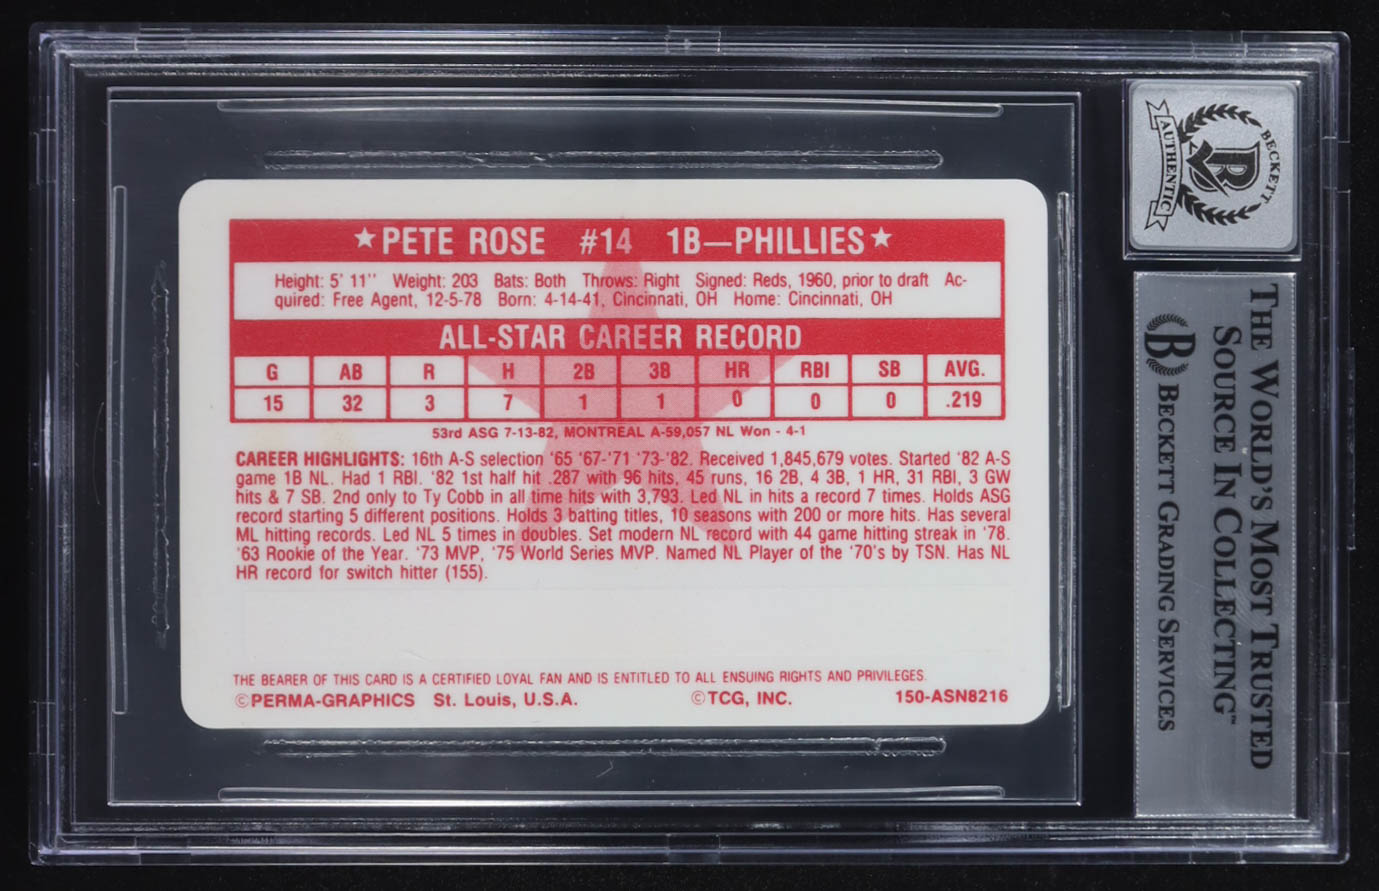 ★PETE ROSE #14 1B—PHILLIES★
Height: 5' 11'' Weight: 203 Bats: Both Throws: Right Signed: Reds, 1960, prior to draft Ac-
quired: Free Agent, 12-5-78 Born: 4-14-41, Cincinnati, OH Home: Cincinnati, OH
ALL-STAR CAREER RECORD
G AB R H 2B 3B HR RBI SB AVG.
15 32 3 7 1 1 0 0 0 .219
53rd ASG 7-13-82, MONTREAL A-59,057 NL Won - 4-1
CAREER HIGHLIGHTS: 16th A-S selection '65 '67-'71 '73-'82. Received 1,845,679 votes. Started '82 A-S
game 1B NL. Had 1 RBI. '82 1st half hit .287 with 96 hits, 45 runs, 16 2B, 4 3B, 1 HR, 31 RBI, 3 GW
hits & 7 SB. 2nd only to Ty Cobb in all time hits with 3,793. Led NL in hits a record 7 times. Holds ASG
record starting 5 different positions. Holds 3 batting titles, 10 seasons with 200 or more hits. Has several
ML hitting records. Led NL 5 times in doubles. Set modern NL record with 44 game hitting streak in '78.
'63 Rookie of the Year. '73 MVP, '75 World Series MVP. Named NL Player of the '70's by TSN. Has NL
HR record for switch hitter (155).
THE BEARER OF THIS CARD IS A CERTIFIED LOYAL FAN AND IS ENTITLED TO ALL ENSUING RIGHTS AND PRIVILEGES.
©PERMA-GRAPHICS St. Louis, U.S.A. ©TCG, INC. 150-ASN8216
BECKETT
AUTHENTIC
B
THE WORLD'S MOST TRUSTED
SOURCE IN COLLECTING™
B BECKETT GRADING SERVICES